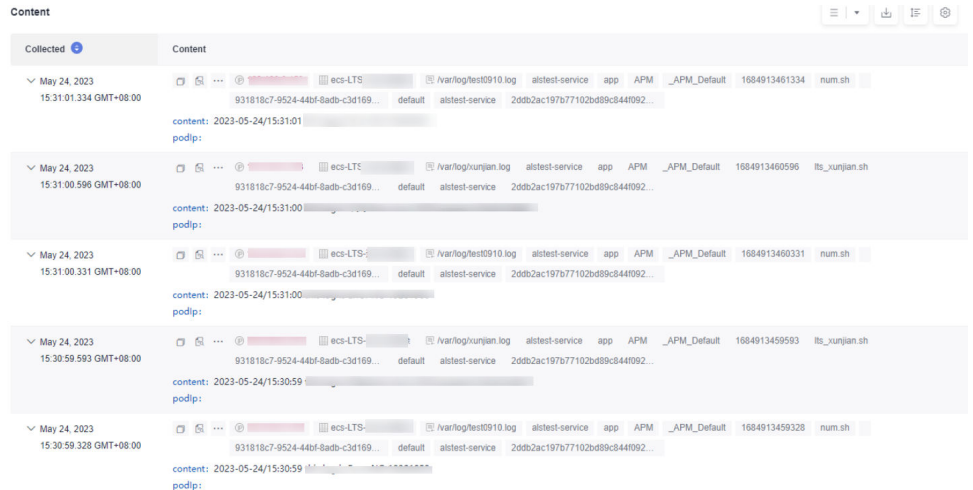 Content
Collected Content
May 24, 2023 ecs-LTS /var/log/test0910.log alstest-service app APM _APM_Default 1684913461334 num.sh
15:31:01.334 GMT+08:00 931818c7-9524-44bf-8adb-c3d169... default alstest-service 2ddb2ac197b77102bd89c844f092...
content: 2023-05-24/15:31:01
podIp:
May 24, 2023 ecs-LTS /var/log/xunjian.log alstest-service app APM _APM_Default 1684913460596 lts_xunjian.sh
15:31:00.596 GMT+08:00 931818c7-9524-44bf-8adb-c3d169... default alstest-service 2ddb2ac197b77102bd89c844f092...
content: 2023-05-24/15:31:00
podIp:
May 24, 2023 ecs-LTS- /var/log/test0910.log alstest-service app APM _APM_Default 1684913460331 num.sh
15:31:00.331 GMT+08:00 931818c7-9524-44bf-8adb-c3d169... default alstest-service 2ddb2ac197b77102bd89c844f092...
content: 2023-05-24/15:31:00
podIp:
May 24, 2023 ecs-LTS- /var/log/xunjian.log alstest-service app APM _APM_Default 1684913459593 lts_xunjian.sh
15:30:59.593 GMT+08:00 931818c7-9524-44bf-8adb-c3d169... default alstest-service 2ddb2ac197b77102bd89c844f092...
content: 2023-05-24/15:30:59
podIp:
May 24, 2023 ecs-LTS- /var/log/test0910.log alstest-service app APM _APM_Default 1684913459328 num.sh
15:30:59.328 GMT+08:00 931818c7-9524-44bf-8adb-c3d169... default alstest-service 2ddb2ac197b77102bd89c844f092...
content: 2023-05-24/15:30:59
podIp: